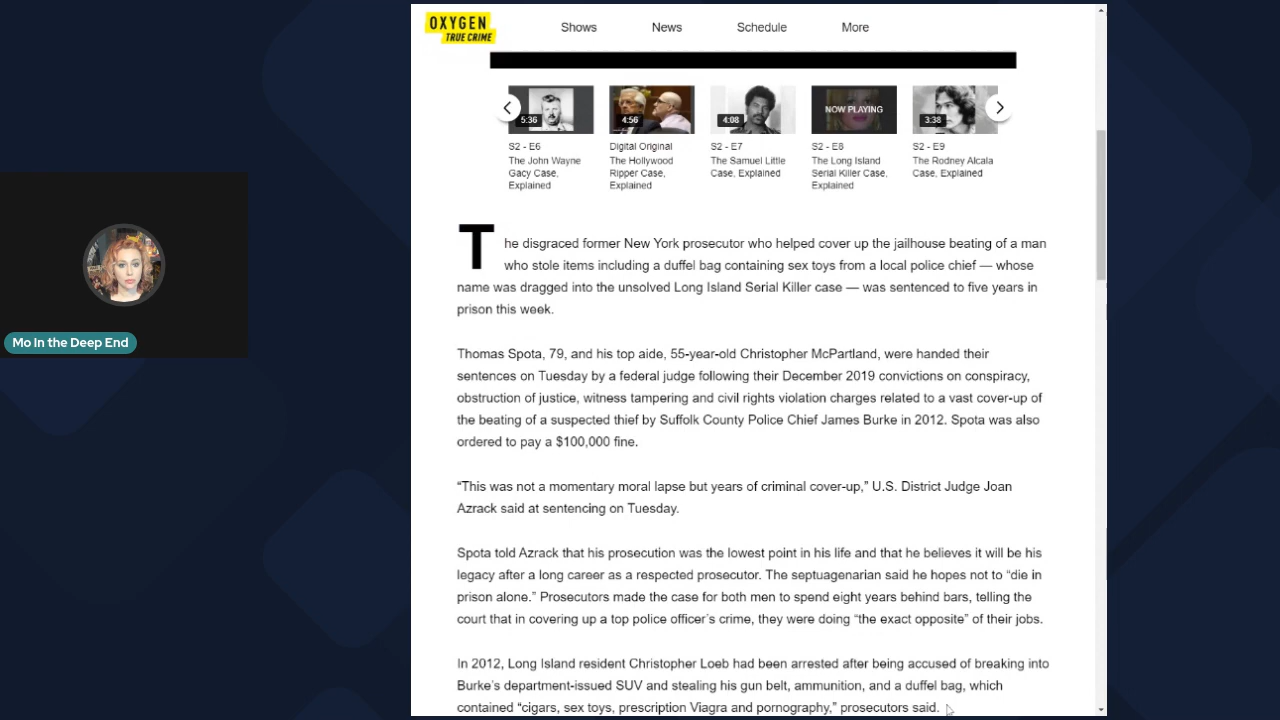 OXYGEN
TRUE CRIME
Shows
News
Schedule
More
5:36
4:56
4:08
NOW PLAYING
3:38
S2 - E6
The John Wayne
Gacy Case,
Explained
Digital Original
The Hollywood
Ripper Case,
Explained
S2 - E7
The Samuel Little
Case, Explained
S2 - E8
The Long Island
Serial Killer Case,
Explained
S2 - E9
The Rodney Alcala
Case, Explained
The disgraced former New York prosecutor who helped cover up the jailhouse beating of a man
who stole items including a duffel bag containing sex toys from a local police chief — whose
name was dragged into the unsolved Long Island Serial Killer case — was sentenced to five years in
prison this week.
Thomas Spota, 79, and his top aide, 55-year-old Christopher McPartland, were handed their
sentences on Tuesday by a federal judge following their December 2019 convictions on conspiracy,
obstruction of justice, witness tampering and civil rights violation charges related to a vast cover-up of
the beating of a suspected thief by Suffolk County Police Chief James Burke in 2012. Spota was also
ordered to pay a $100,000 fine.
“This was not a momentary moral lapse but years of criminal cover-up,” U.S. District Judge Joan
Azrack said at sentencing on Tuesday.
Spota told Azrack that his prosecution was the lowest point in his life and that he believes it will be his
legacy after a long career as a respected prosecutor. The septuagenarian said he hopes not to “die in
prison alone.” Prosecutors made the case for both men to spend eight years behind bars, telling the
court that in covering up a top police officer’s crime, they were doing “the exact opposite” of their jobs.
In 2012, Long Island resident Christopher Loeb had been arrested after being accused of breaking into
Burke’s department-issued SUV and stealing his gun belt, ammunition, and a duffel bag, which
contained “cigars, sex toys, prescription Viagra and pornography,” prosecutors said.
Mo In the Deep End